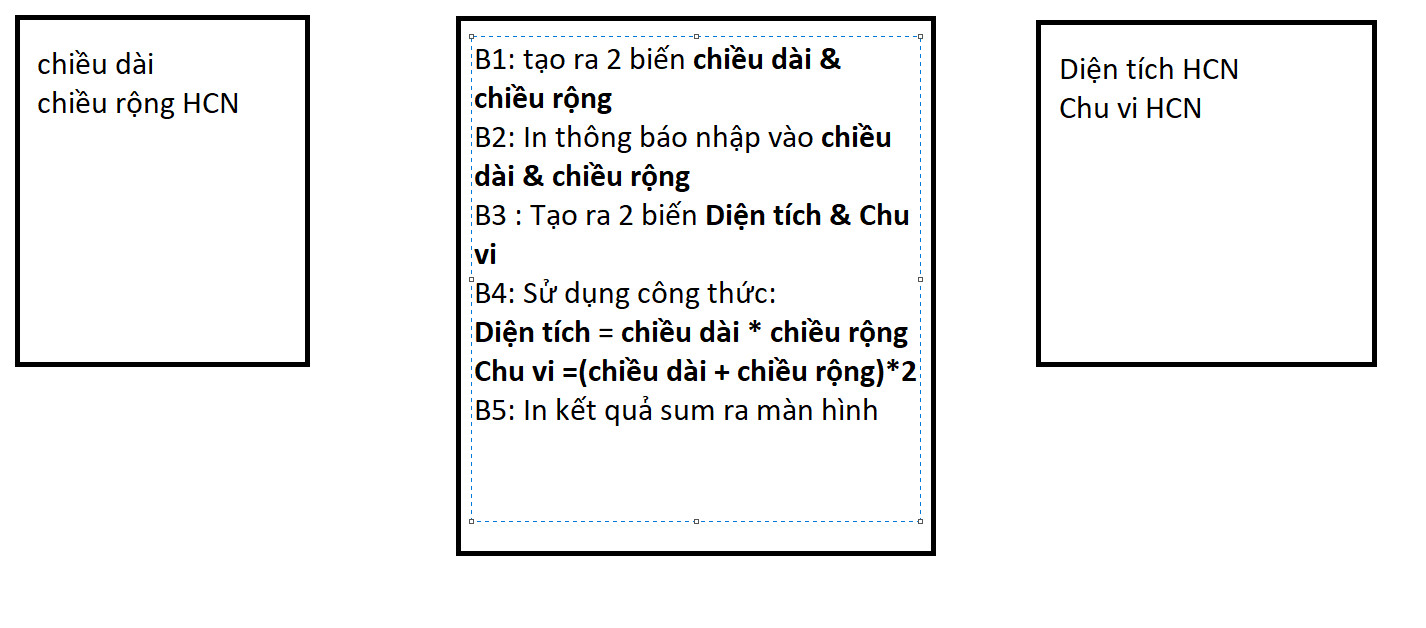 chiều dài
chiều rộng HCN
B1: tạo ra 2 biến chiều dài &
chiều rộng
B2: In thông báo nhập vào chiều
dài & chiều rộng
B3 : Tạo ra 2 biến Diện tích & Chu
vi
B4: Sử dụng công thức:
Diện tích = chiều dài * chiều rộng
Chu vi =(chiều dài + chiều rộng)*2
B5: In kết quả sum ra màn hình
Diện tích HCN
Chu vi HCN